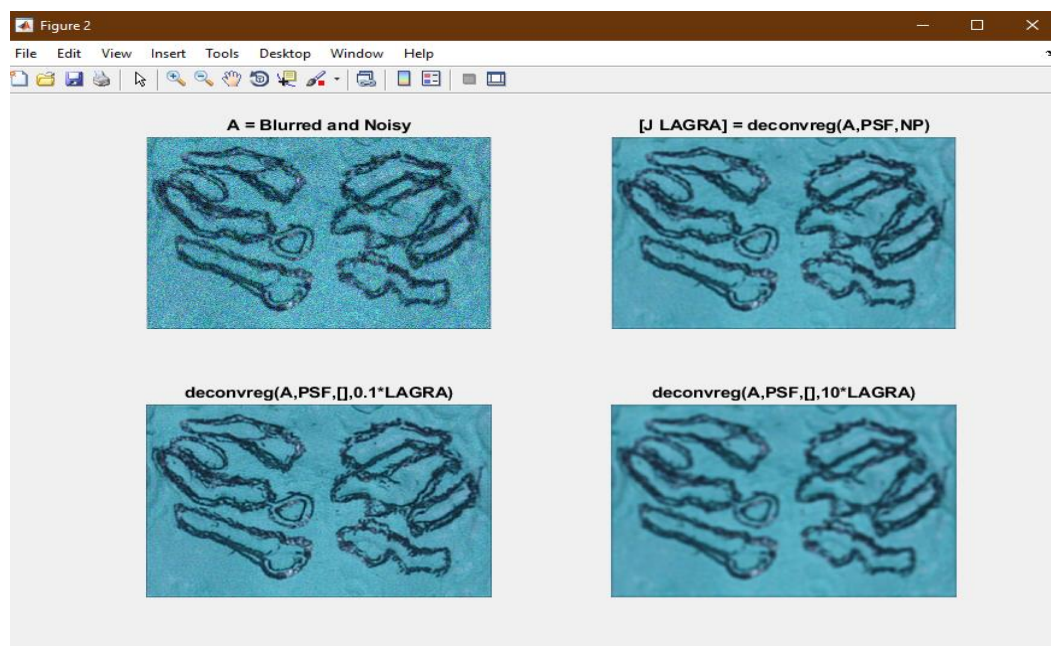 Figure 2
File Edit View Insert Tools Desktop Window Help
A = Blurred and Noisy
[J LAGRA] = deconvreg(A,PSF,NP)
deconvreg(A,PSF,[],0.1*LAGRA)
deconvreg(A,PSF,[],10*LAGRA)